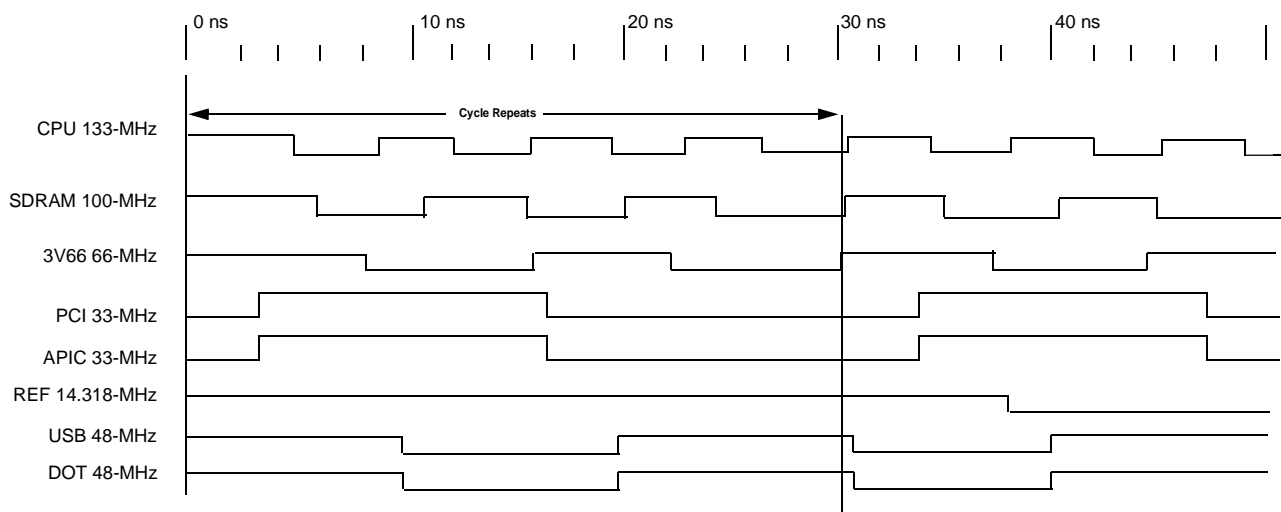 0 ns 10 ns 20 ns 30 ns 40 ns
Cycle Repeats
CPU 133-MHz
SDRAM 100-MHz
3V66 66-MHz
PCI 33-MHz
APIC 33-MHz
REF 14.318-MHz
USB 48-MHz
DOT 48-MHz